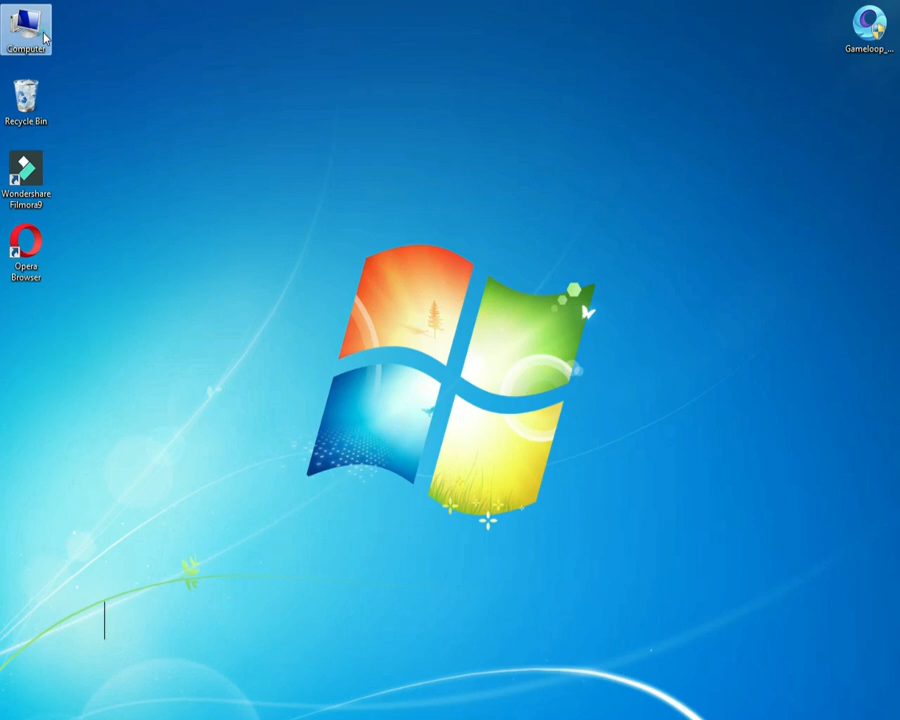 Computer
Gameloop_...
Recycle Bin
Wondershare
Filmora9
Opera
Browser